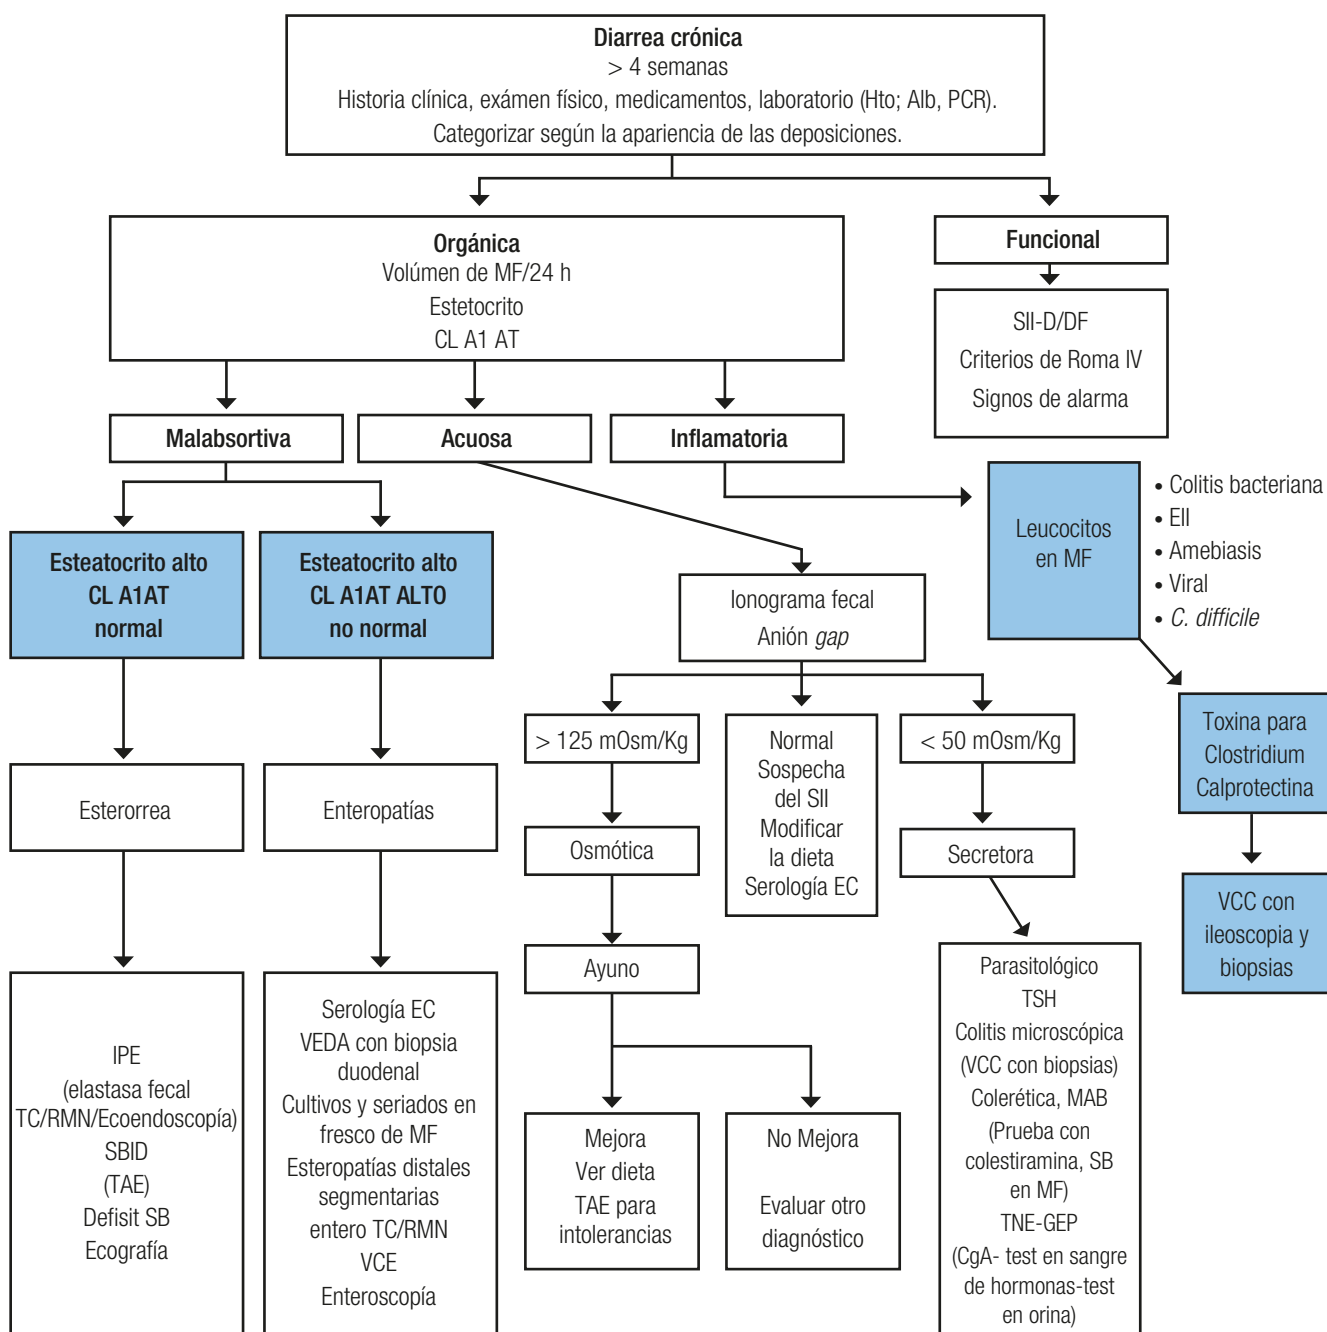 Diarrea crónica
> 4 semanas
Historia clínica, exámen físico, medicamentos, laboratorio (Hto; Alb, PCR).
Categorizar según la apariencia de las deposiciones.
Orgánica
Volúmen de MF/24 h
Estetocrito
CL A1 AT
Funcional
SII-D/DF
Criterios de Roma IV
Signos de alarma
Malabsortiva
Acuosa
Inflamatoria
Esteatocrito alto
CL A1AT
normal
Esteatocrito alto
CL A1AT ALTO
no normal
Leucocitos
en MF
• Colitis bacteriana
• EII
• Amebiasis
• Viral
• C. difficile
Ionograma fecal
Anión gap
> 125 mOsm/Kg
Normal
Sospecha
del SII
Modificar
la dieta
Serología EC
< 50 mOsm/Kg
Toxina para
Clostridium
Calprotectina
Esterorrea
Enteropatías
Osmótica
Secretora
VCC con
ileoscopia y
biopsias
Ayuno
IPE
(elastasa fecal
TC/RMN/Ecoendoscopía)
SBID
(TAE)
Defisit SB
Ecografía
Serología EC
VEDA con biopsia
duodenal
Cultivos y seriados en
fresco de MF
Esteropatías distales
segmentarias
entero TC/RMN
VCE
Enteroscopía
Mejora
Ver dieta
TAE para
intolerancias
No Mejora
Evaluar otro
diagnóstico
Parasitológico
TSH
Colitis microscópica
(VCC con biopsias)
Colerética, MAB
(Prueba con
colestiramina, SB
en MF)
TNE-GEP
(CgA- test en sangre
de hormonas-test
en orina)